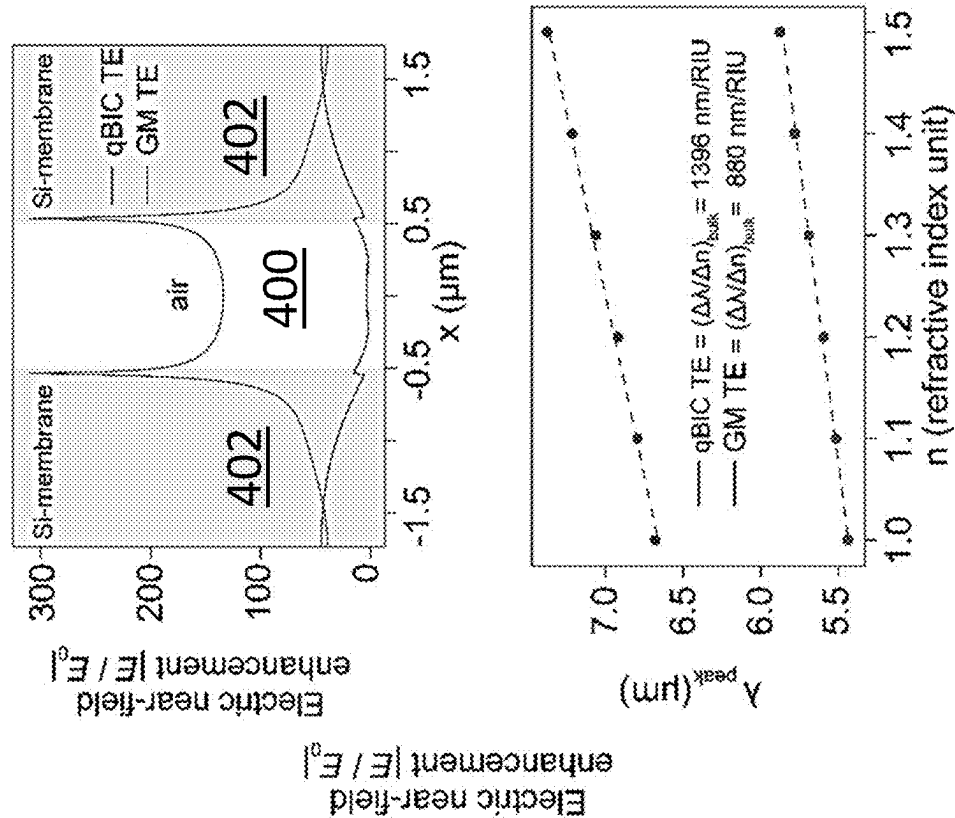 Electric near-field
enhancement |E / E₀|
Electric near-field
enhancement |E / E₀|
300
200
100
0
Si-membrane
Si-membrane
qBIC TE
GM TE
air
402
400
402
-1.5
-0.5
0.5
1.5
x (μm)
λ peak (μm)
7.0
6.5
6.0
5.5
qBIC TE = (Δλ/Δn)bulk = 1396 nm/RIU
GM TE = (Δλ/Δn)bulk = 880 nm/RIU
1.0
1.1
1.2
1.3
1.4
1.5
n (refractive index unit)